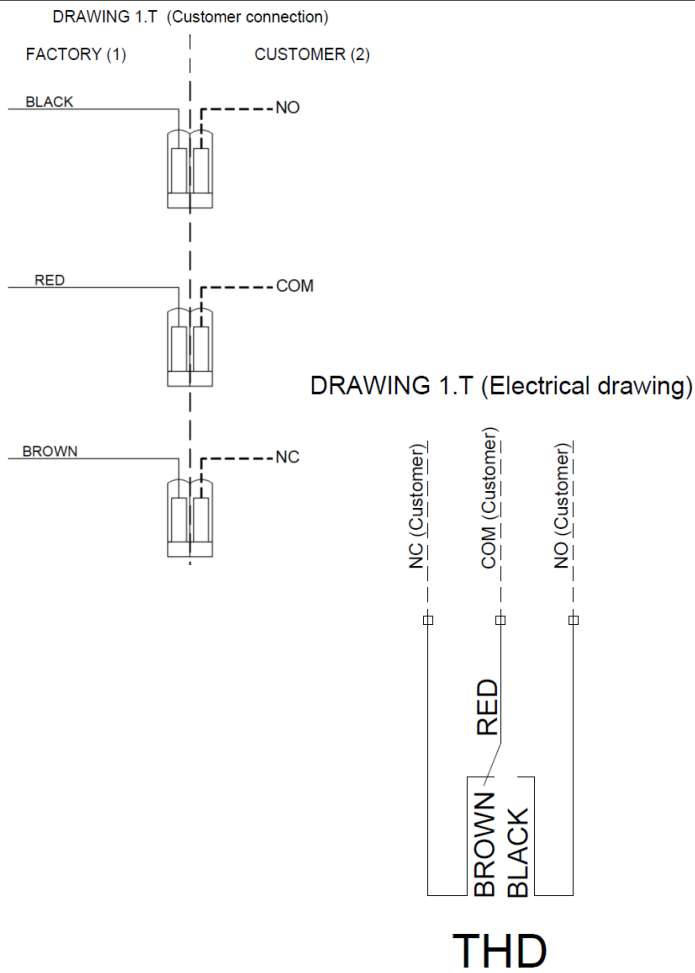 DRAWING 1.T (Customer connection)
FACTORY (1)
CUSTOMER (2)
BLACK
NO
RED
COM
BROWN
NC
DRAWING 1.T (Electrical drawing)
NC (Customer)
COM (Customer)
NO (Customer)
RED
BROWN
BLACK
THD